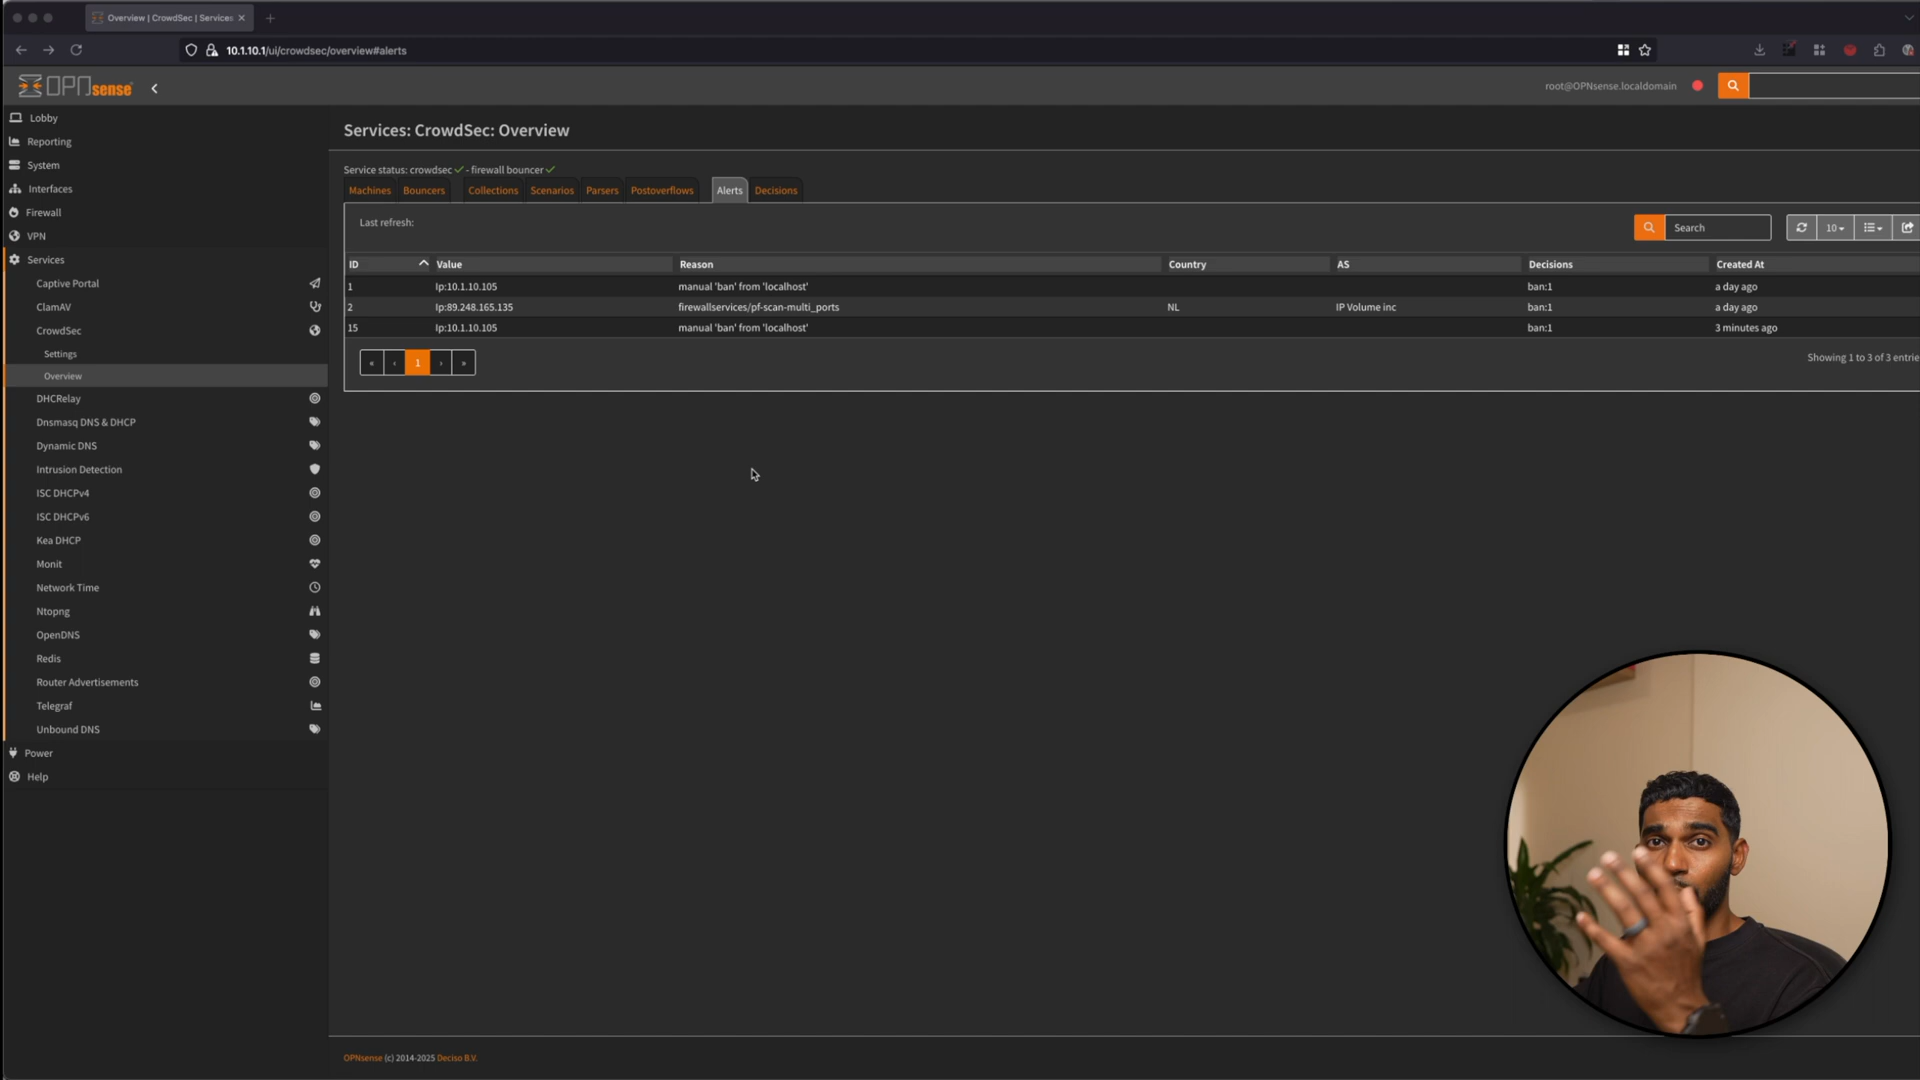 Overview | CrowdSec | Services
10.1.10.1/ui/crowdsec/overview#alerts
OPNsense
root@OPNsense.localdomain
Lobby
Reporting
System
Interfaces
Firewall
VPN
Services
Captive Portal
ClamAV
CrowdSec
Settings
Overview
DHCRelay
Dnsmasq DNS & DHCP
Dynamic DNS
Intrusion Detection
ISC DHCPv4
ISC DHCPv6
Kea DHCP
Monit
Network Time
Ntopng
OpenDNS
Redis
Router Advertisements
Telegraf
Unbound DNS
Power
Help
Services: CrowdSec: Overview
Service status: crowdsec ✓ - firewall bouncer ✓
Machines Bouncers Collections Scenarios Parsers Postoverflows Alerts Decisions
Last refresh:
Search
10
ID Value Reason Country AS Decisions Created At
1 Ip:10.1.10.105 manual 'ban' from 'localhost' ban:1 a day ago
2 Ip:89.248.165.135 firewallservices/pf-scan-multi_ports NL IP Volume inc ban:1 a day ago
15 Ip:10.1.10.105 manual 'ban' from 'localhost' ban:1 3 minutes ago
« ‹ 1 › »
Showing 1 to 3 of 3 entrie
OPNsense (c) 2014-2025 Deciso B.V.